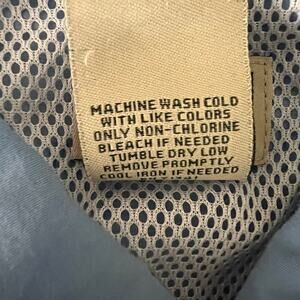 MACHINE WASH COLD
WITH LIKE COLORS
ONLY NON-CHLORINE
BLEACH IF NEEDED
TUMBLE DRY LOW
REMOVE PROMPTLY
COOL IRON IF NEEDED